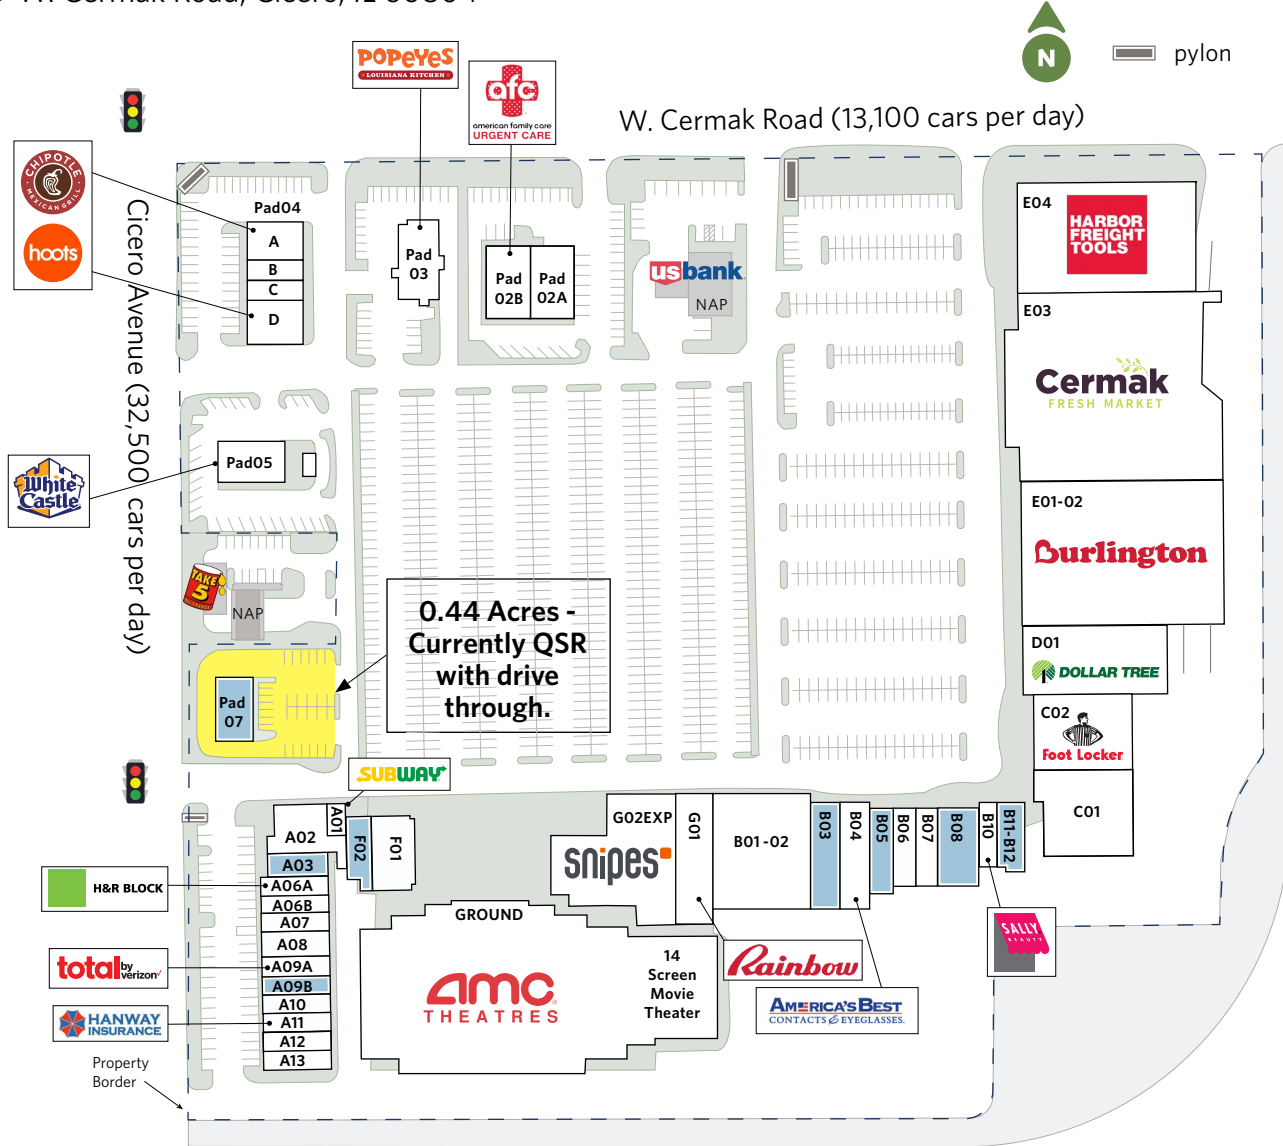 W. Cermak Road, Cicero, IL 60804
N
pylon
POPEYES
LOUISIANA KITCHEN
afc
american family care
URGENT CARE
W. Cermak Road (13,100 cars per day)
CHIPOTLE
MEXICAN GRILL
hoots
Cicero Avenue (32,500 cars per day)
Pad04
A
B
C
D
Pad
03
Pad
02B
Pad
02A
usbank
NAP
E04
HARBOR
FREIGHT
TOOLS
E03
Cermak
FRESH MARKET
White
Castle
Pad05
E01-02
Burlington
TAKE
5
NAP
0.44 Acres -
Currently QSR
with drive
through.
D01
DOLLAR TREE
Pad
07
C02
Foot Locker
C01
SUBWAY
A01
A02
F02
F01
A03
A06A
A06B
A07
A08
A09A
A09B
A10
A11
A12
A13
H&R BLOCK
total by
verizon
HANWAY
INSURANCE
Property
Border
G02EXP
snipes
G01
B01-02
B03
B04
B05
B06
B07
B08
B10
B11-B12
GROUND
AMC
THEATRES
14
Screen
Movie
Theater
Rainbow
AMERICA'S BEST
CONTACTS & EYEGLASSES
SALLY
BEAUTY